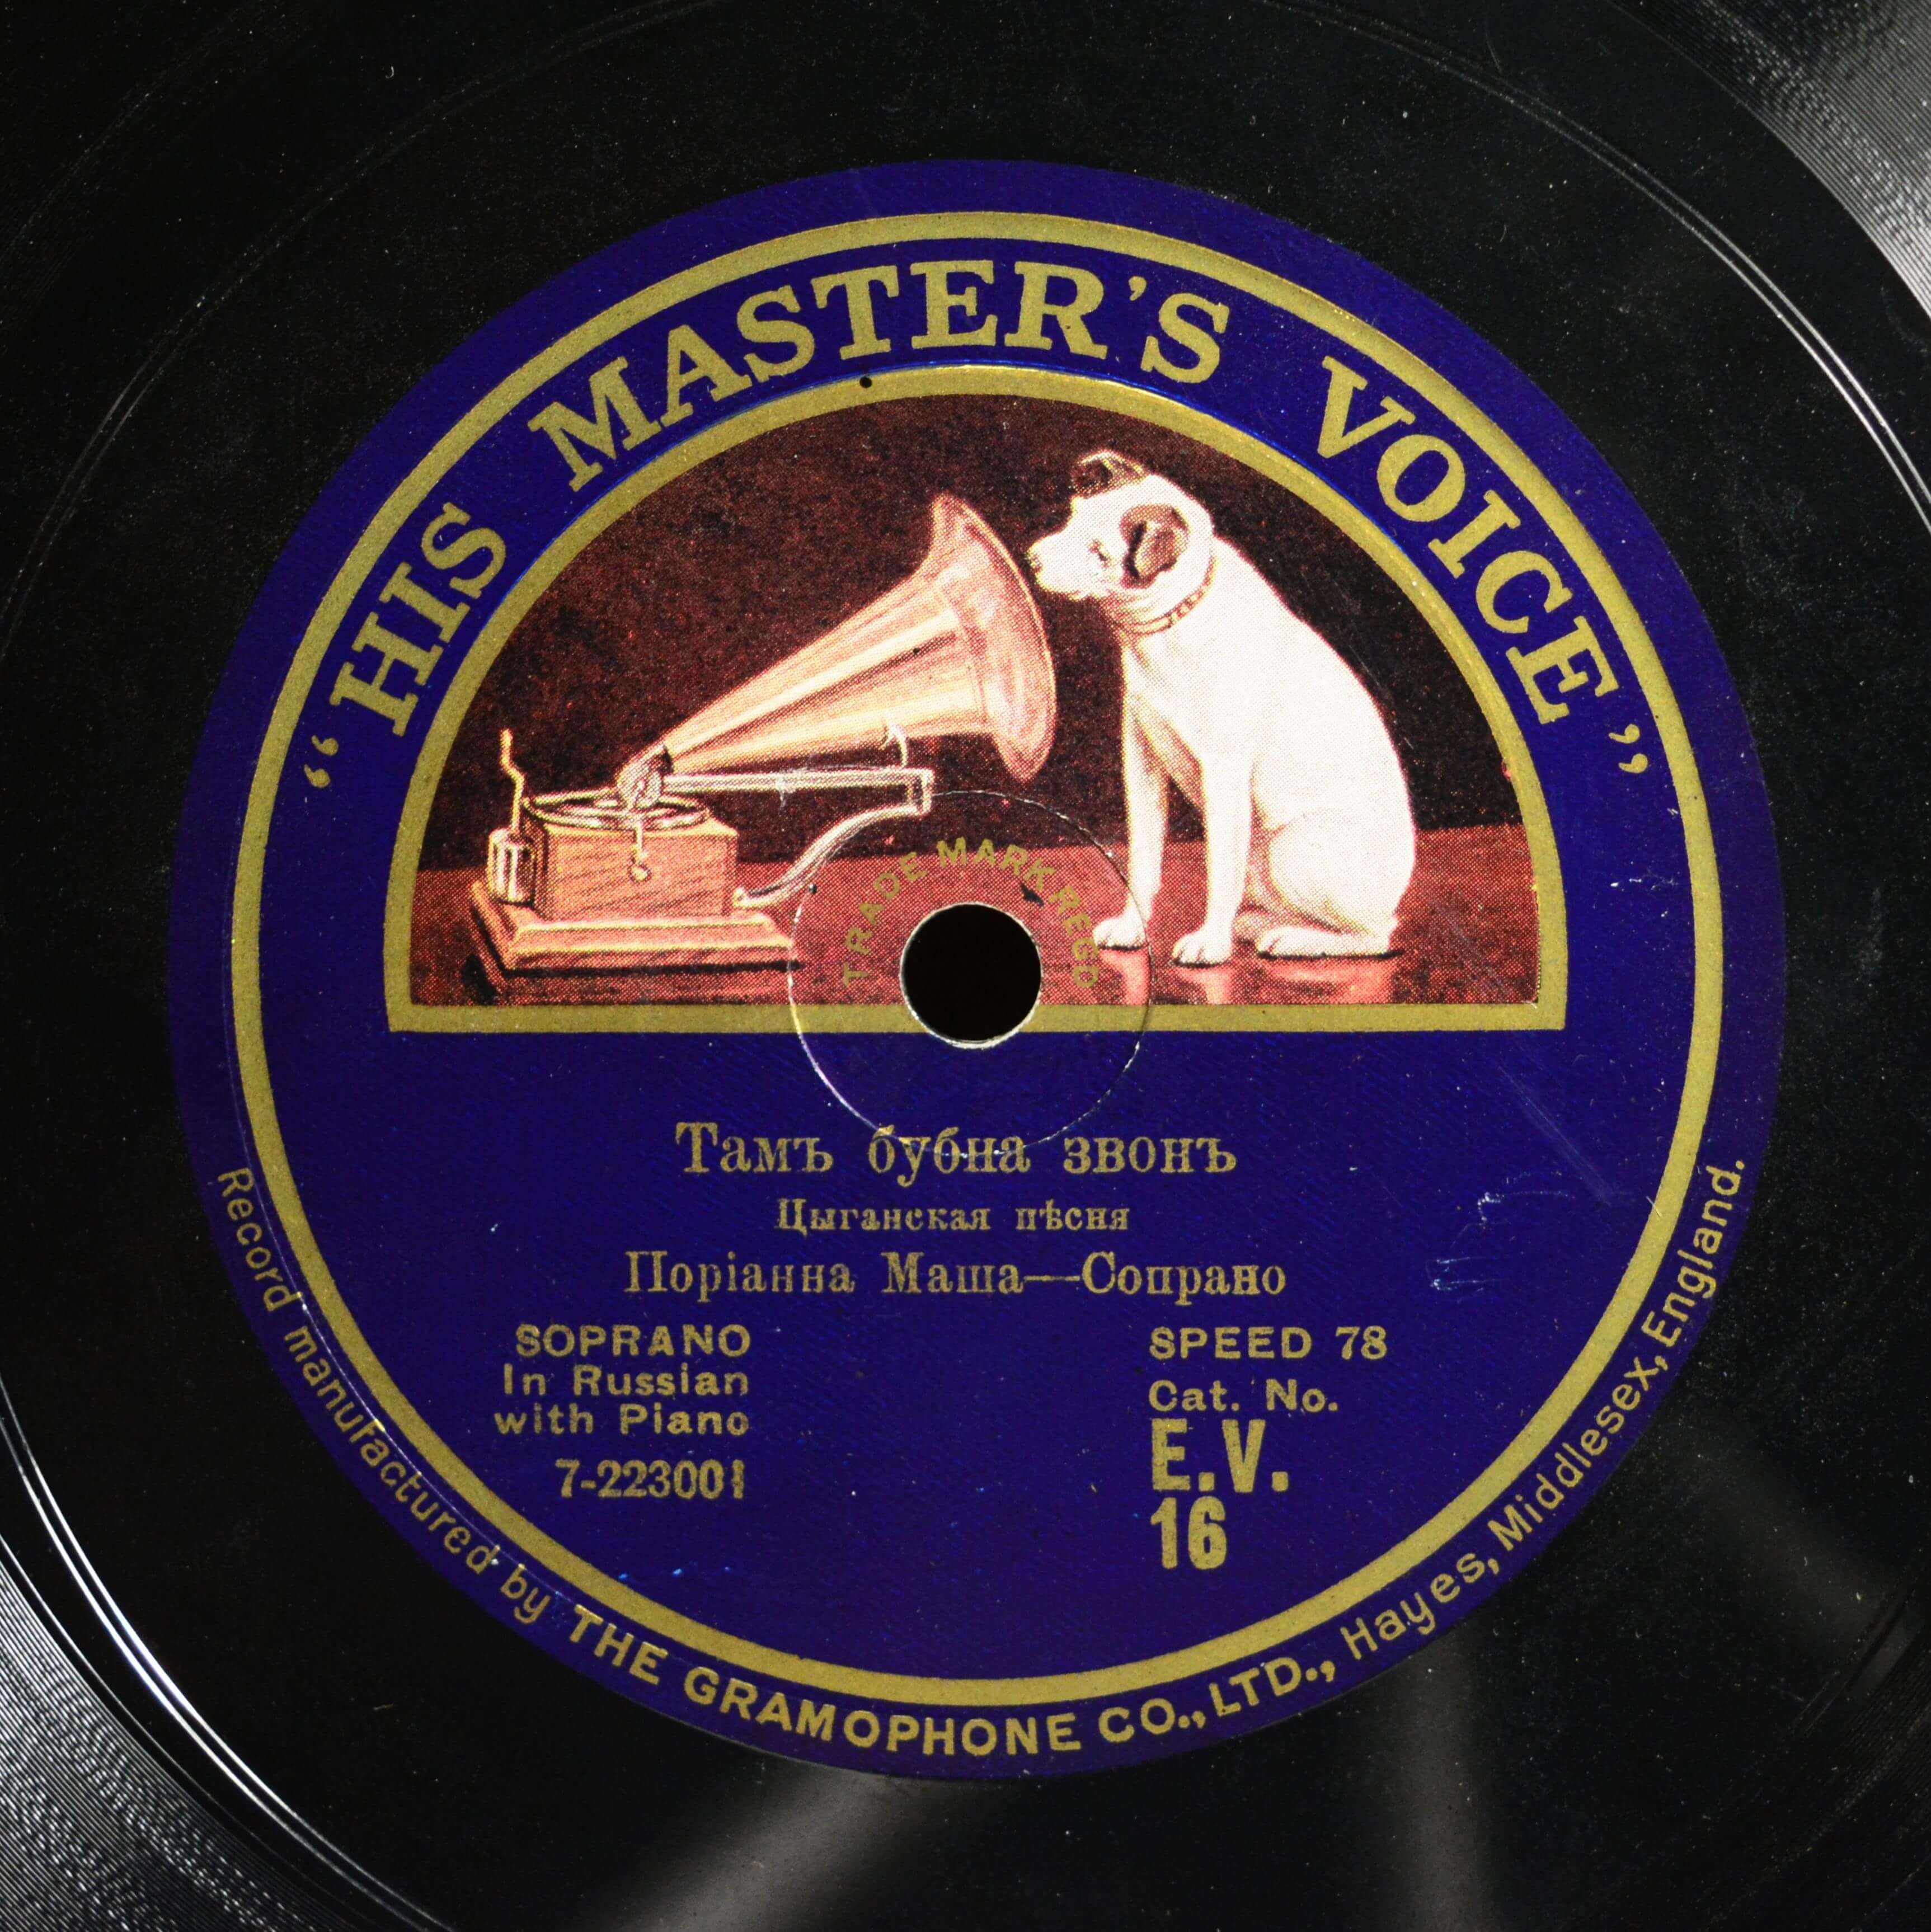 “HIS MASTER'S VOICE”
TRADE MARK REGD
Тамъ бубна звонъ
Цыганская пѣсня
Поріанна Маша—Сопрано
SOPRANO
In Russian
with Piano
7-223001
SPEED 78
Cat. No.
E.V.
16
Record manufactured by THE GRAMOPHONE CO., LTD., Hayes, Middlesex, England.